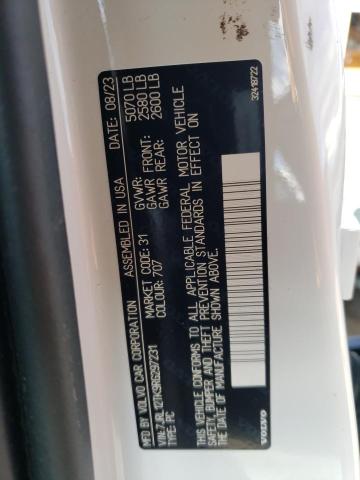 MFD BY: VOLVO CAR CORPORATION ASSEMBLED IN USA DATE: 08/23
VIN: 7JRL12TK9RG297231 GVWR: 5070 LB
MARKET CODE: 31 GAWR FRONT: 2580 LB
TYPE: PC COLOUR: 707 GAWR REAR: 2600 LB
THIS VEHICLE CONFORMS TO ALL APPLICABLE FEDERAL MOTOR VEHICLE
SAFETY, BUMPER AND THEFT PREVENTION STANDARDS IN EFFECT ON
THE DATE OF MANUFACTURE SHOWN ABOVE.
VOLVO 32418722